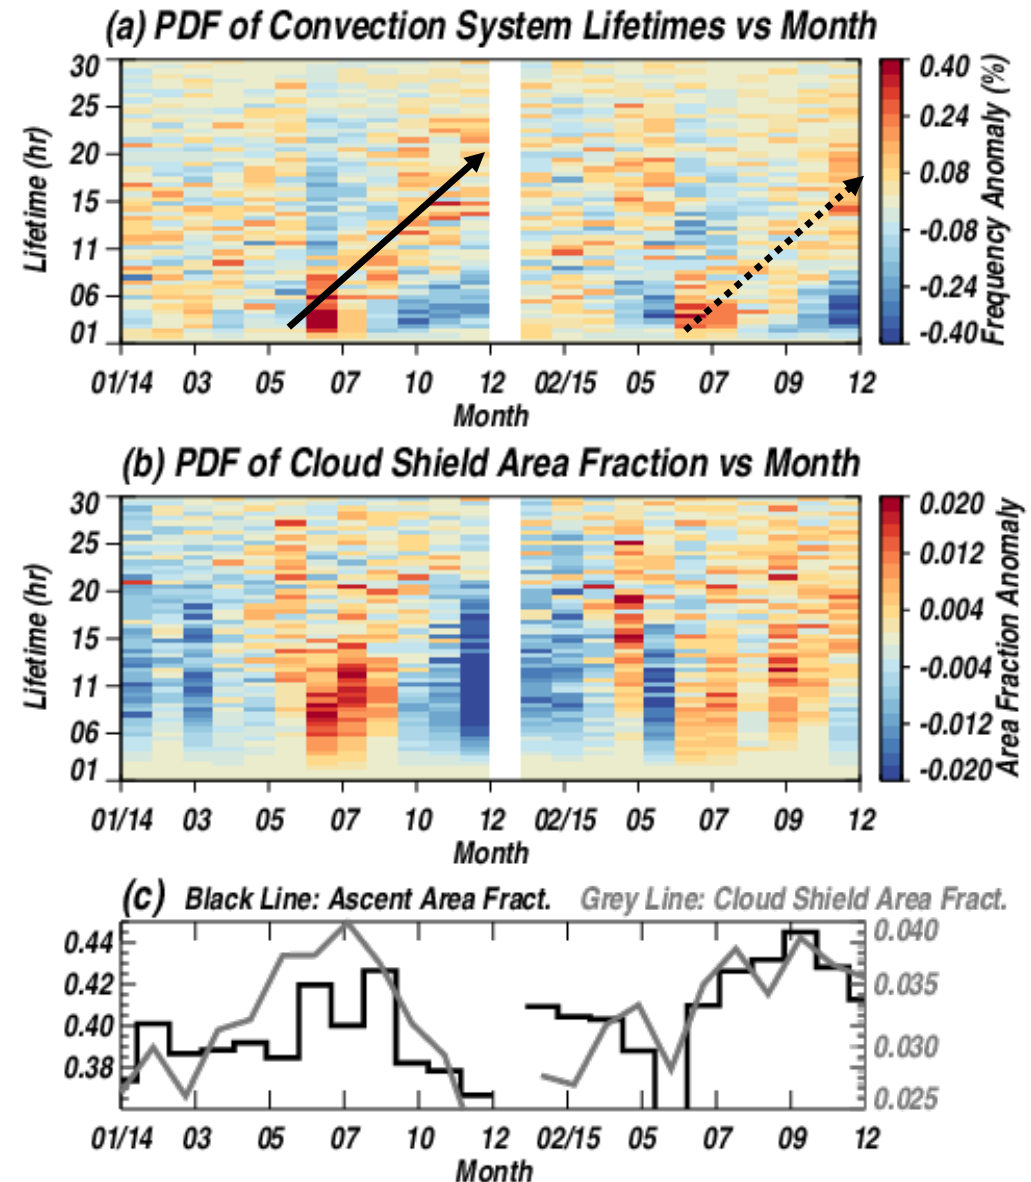 (a) PDF of Convection System Lifetimes vs Month
30
25
20
15
11
06
01
Lifetime (hr)
01/14 03 05 07 10 12 02/15 05 07 09 12
Month
0.40
0.24
0.08
-0.08
-0.24
-0.40
Frequency Anomaly (%)
(b) PDF of Cloud Shield Area Fraction vs Month
30
25
20
15
11
06
01
Lifetime (hr)
01/14 03 05 07 10 12 02/15 05 07 09 12
Month
0.020
0.012
0.004
-0.004
-0.012
-0.020
Area Fraction Anomaly
(c) Black Line: Ascent Area Fract. Grey Line: Cloud Shield Area Fract.
0.44
0.42
0.40
0.38
0.040
0.035
0.030
0.025
01/14 03 05 07 10 12 02/15 05 07 09 12
Month